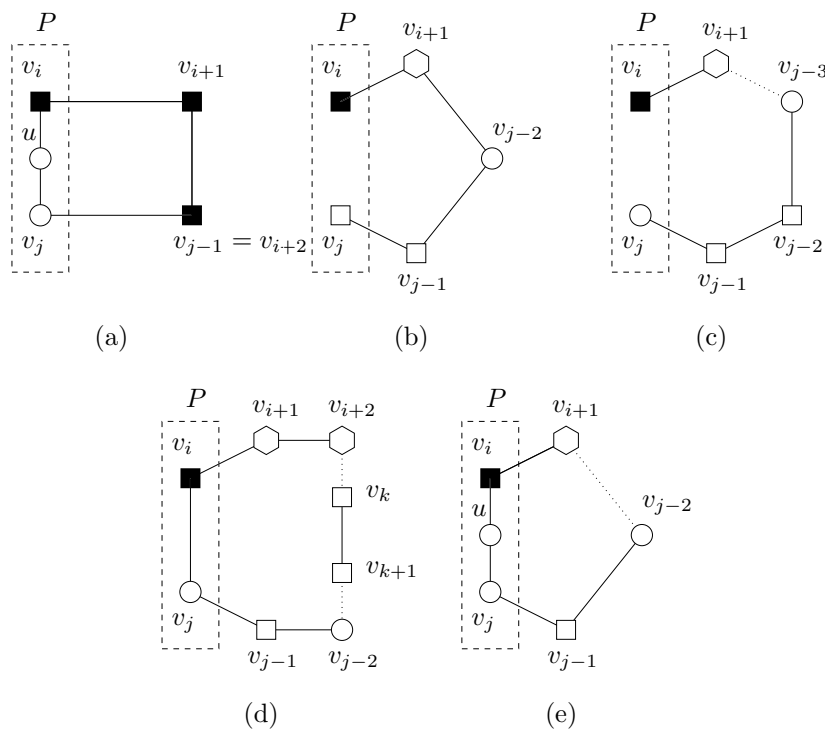 P
v_i v_{i+1}
u
v_j v_{j-1} = v_{i+2}
(a)
P
v_i v_{i+1}
v_{j-2}
v_j
v_{j-1}
(b)
P
v_i v_{i+1}
v_{j-3}
v_j
v_{j-2}
v_{j-1}
(c)
P
v_i v_{i+1} v_{i+2}
v_k
v_{k+1}
v_j
v_{j-1} v_{j-2}
(d)
P
v_i v_{i+1}
u
v_{j-2}
v_j
v_{j-1}
(e)